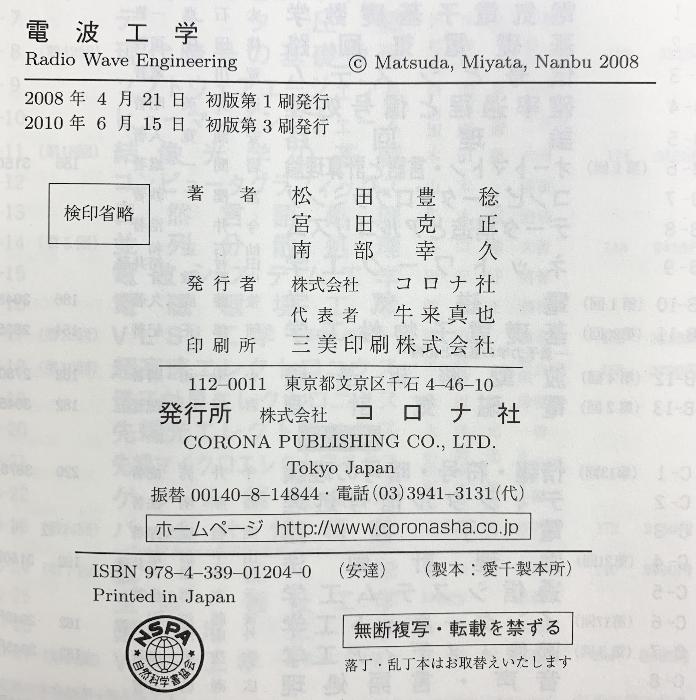 電波工学
Radio Wave Engineering © Matsuda, Miyata, Nanbu 2008
2008年 4月21日 初版第1刷発行
2010年 6月15日 初版第3刷発行
検印省略
著者 松田豊稔
宮田克正
南部幸久
発行者 株式会社 コロナ社
代表者 牛来真也
印刷所 三美印刷株式会社
112-0011 東京都文京区千石4-46-10
発行所 株式会社 コロナ社
CORONA PUBLISHING CO., LTD.
Tokyo Japan
振替 00140-8-14844・電話(03)3941-3131(代)
ホームページ http://www.coronasha.co.jp
ISBN 978-4-339-01204-0 (安達) (製本:愛千製本所)
Printed in Japan
NSPA
自然科学書協会
無断複写・転載を禁ずる
落丁・乱丁本はお取替えいたします